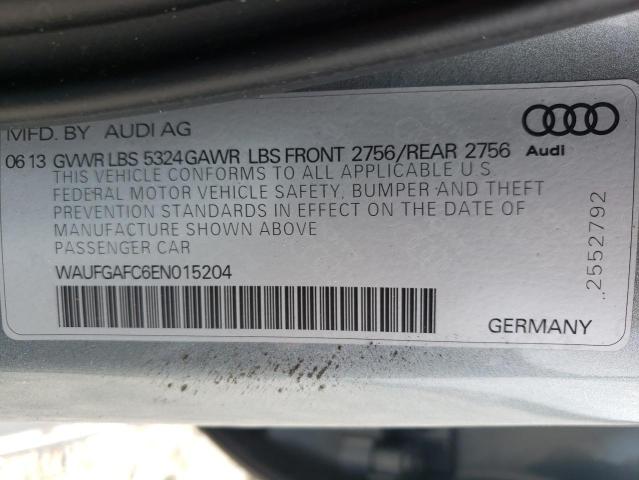 MFD. BY AUDI AG
06 13 GVWR LBS 5324 GAWR LBS FRONT 2756/REAR 2756
Audi
THIS VEHICLE CONFORMS TO ALL APPLICABLE U S
FEDERAL MOTOR VEHICLE SAFETY, BUMPER AND THEFT
PREVENTION STANDARDS IN EFFECT ON THE DATE OF
MANUFACTURE SHOWN ABOVE
PASSENGER CAR
WAUFGAFC6EN015204
GERMANY
..2552792